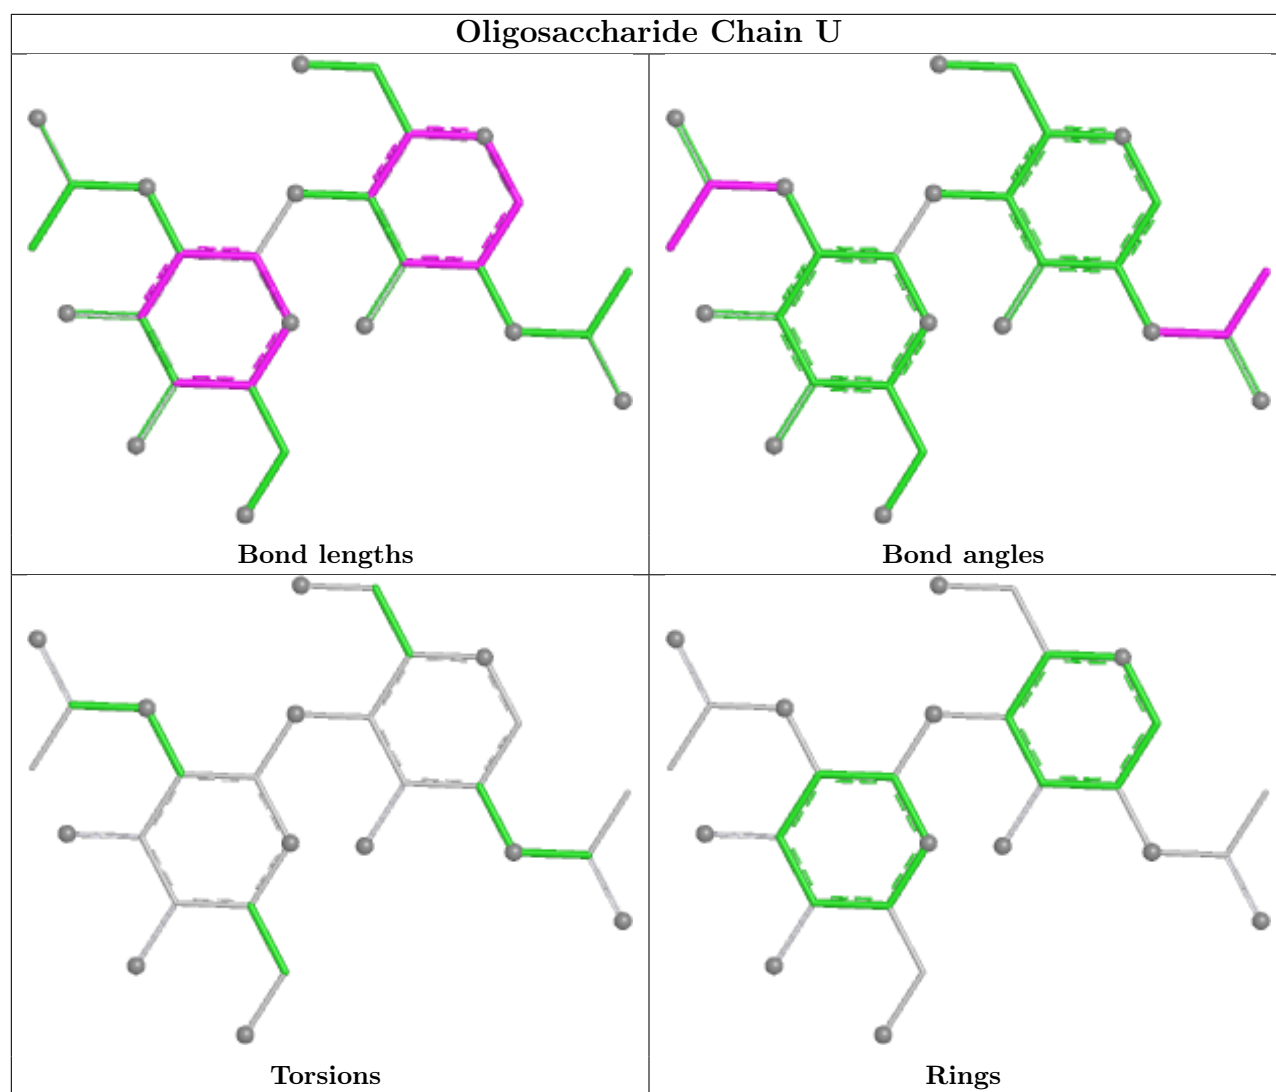 Oligosaccharide Chain U
Bond lengths
Bond angles
Torsions
Rings